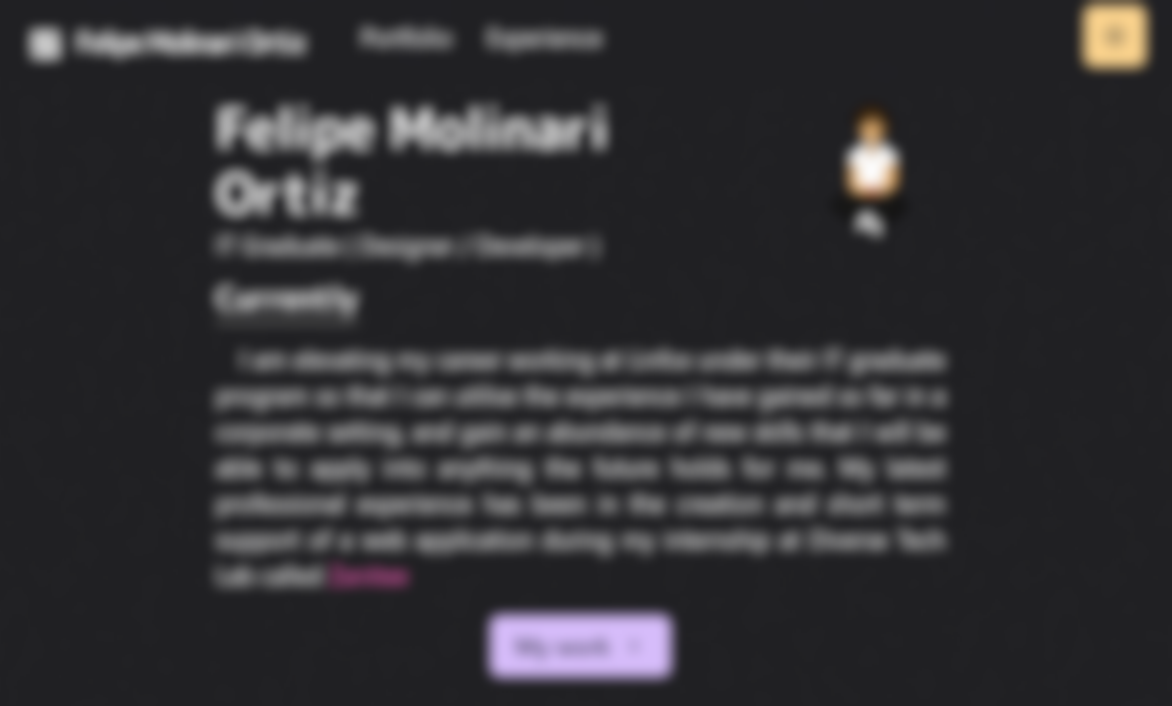 Felipe Molinari Ortiz Portfolio Experience
Felipe Molinari
Ortiz
IT Graduate ( Designer / Developer )
Currently
I am elevating my career working at under their IT graduate
program so that I can utilise the experience I have gained so far in a
corporate setting, and gain an abundance of new skills that I will be
able to apply into anything the future holds for me. My latest
professional experience has been in the creation and short term
support of a web application during my internship at Diverse Tech
Lab called
My work